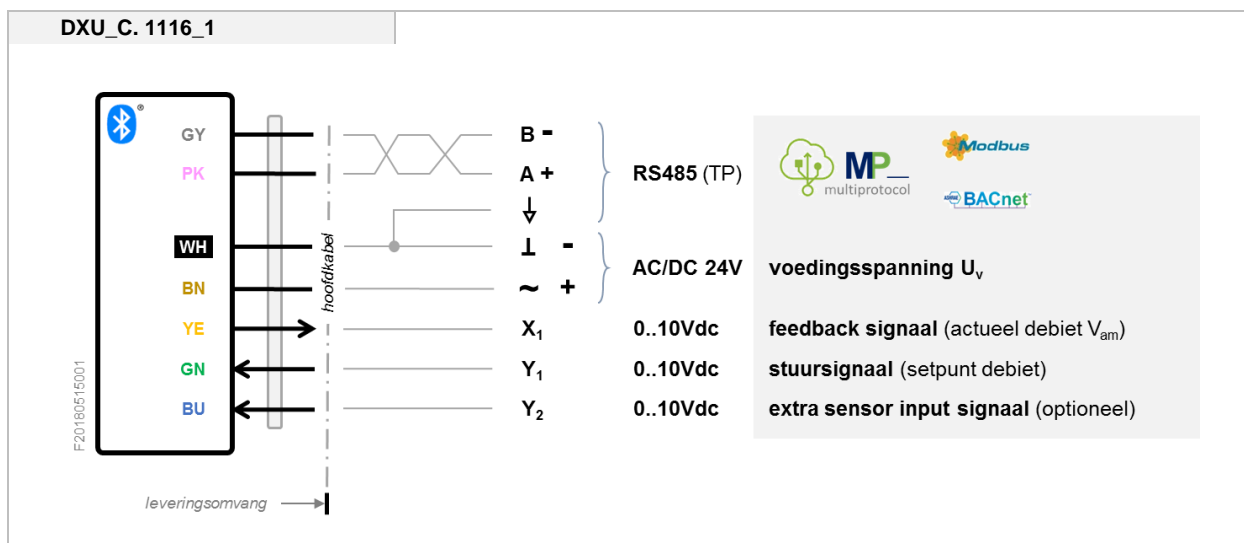 DXU_C. 1116_1
GY B - 
PK A + RS485 (TP) MP_ multiprotocol Modbus BACnet
WH ⊥ -
BN ~ + AC/DC 24V voedingsspanning Uv
YE X1 0..10Vdc feedback signaal (actueel debiet Vam)
GN Y1 0..10Vdc stuursignaal (setpunt debiet)
BU Y2 0..10Vdc extra sensor input signaal (optioneel)
hoofdkabel
F20180515001
leveringsomvang